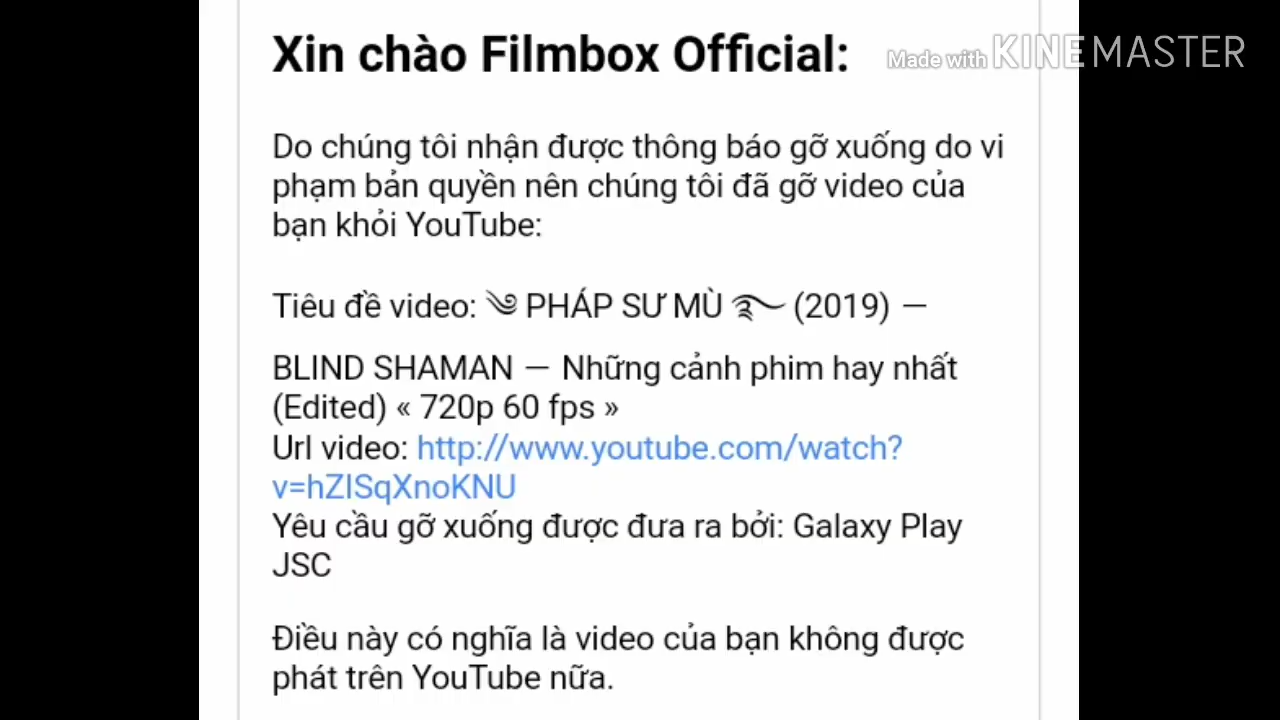 Xin chào Filmbox Official:
Made with KINEMASTER
Do chúng tôi nhận được thông báo gỡ xuống do vi
phạm bản quyền nên chúng tôi đã gỡ video của
bạn khỏi YouTube:
Tiêu đề video: ༄ PHÁP SƯ MÙ ࿐ (2019) —
BLIND SHAMAN — Những cảnh phim hay nhất
(Edited) « 720p 60 fps »
Url video: http://www.youtube.com/watch?
v=hZISqXnoKNU
Yêu cầu gỡ xuống được đưa ra bởi: Galaxy Play
JSC
Điều này có nghĩa là video của bạn không được
phát trên YouTube nữa.